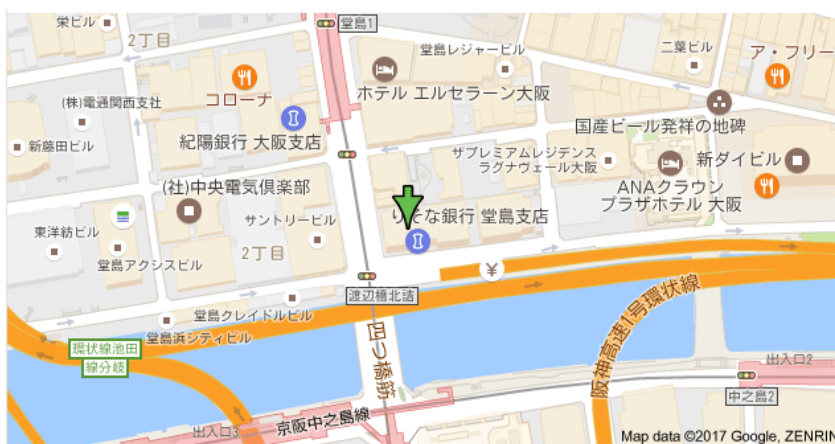 栄ビル
2丁目
堂島1
堂島レジャービル
二葉ビル
ア・フリー
(株)電通関西支社
コローナ
ホテル エルセラーン大阪
新藤田ビル
紀陽銀行 大阪支店
国産ビール発祥の地碑
ザプレミアムレジデンス
ラグナヴェール大阪
新ダイビル
(社)中央電気倶楽部
ANAクラウン
プラザホテル 大阪
サントリービル
りそな銀行 堂島支店
東洋紡ビル
2丁目
堂島アクシスビル
¥
渡辺橋北詰
堂島クレイドルビル
堂島浜シティビル
四つ橋筋
阪神高速1号環状線
環状線池田
線分岐
出入口2
中之島2
京阪中之島線
出入口3
Map data ©2017 Google, ZENRIN